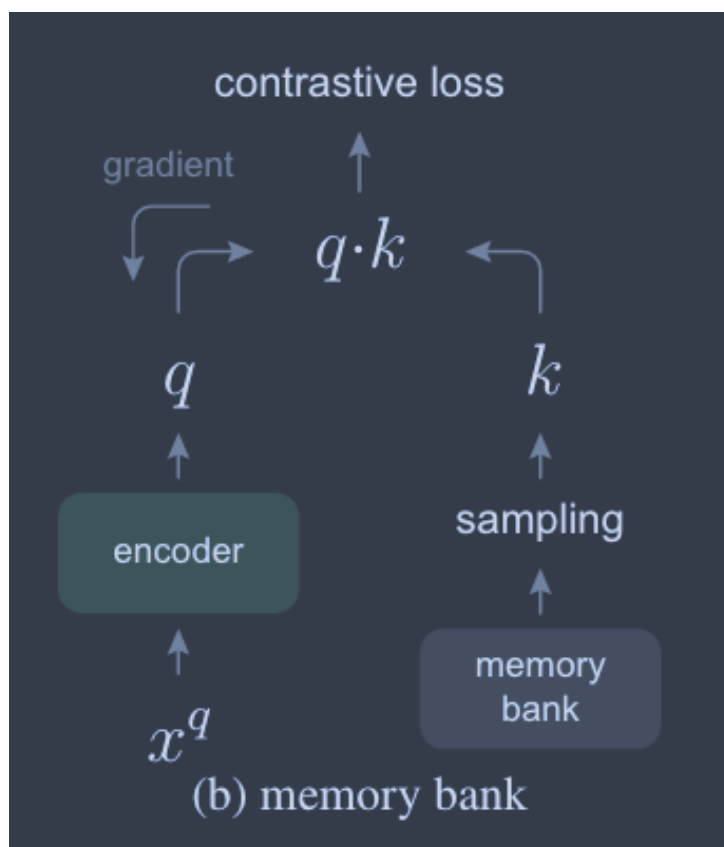 contrastive loss
gradient
q·k
q
k
encoder
sampling
memory
bank
x^q
(b) memory bank